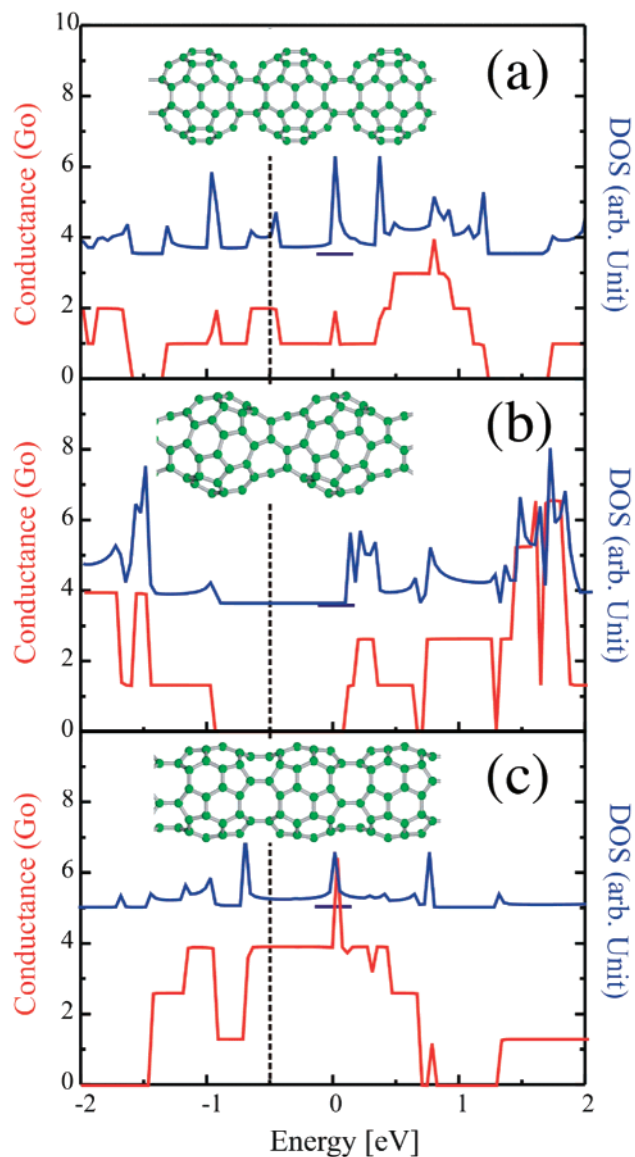 10
(a)
8
6
4
2
0
Conductance (Go)
DOS (arb. Unit)
(b)
8
6
4
2
0
Conductance (Go)
DOS (arb. Unit)
(c)
8
6
4
2
0
Conductance (Go)
DOS (arb. Unit)
-2
-1
0
1
2
Energy [eV]